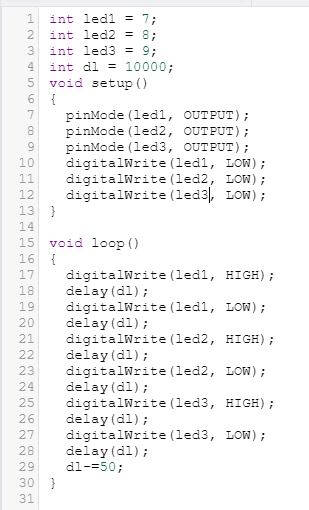 1 int led1 = 7;
2 int led2 = 8;
3 int led3 = 9;
4 int dl = 10000;
5 void setup()
6 {
7   pinMode(led1, OUTPUT);
8   pinMode(led2, OUTPUT);
9   pinMode(led3, OUTPUT);
10   digitalWrite(led1, LOW);
11   digitalWrite(led2, LOW);
12   digitalWrite(led3, LOW);
13 }
14
15 void loop()
16 {
17   digitalWrite(led1, HIGH);
18   delay(dl);
19   digitalWrite(led1, LOW);
20   delay(dl);
21   digitalWrite(led2, HIGH);
22   delay(dl);
23   digitalWrite(led2, LOW);
24   delay(dl);
25   digitalWrite(led3, HIGH);
26   delay(dl);
27   digitalWrite(led3, LOW);
28   delay(dl);
29   dl-=50;
30 }
31